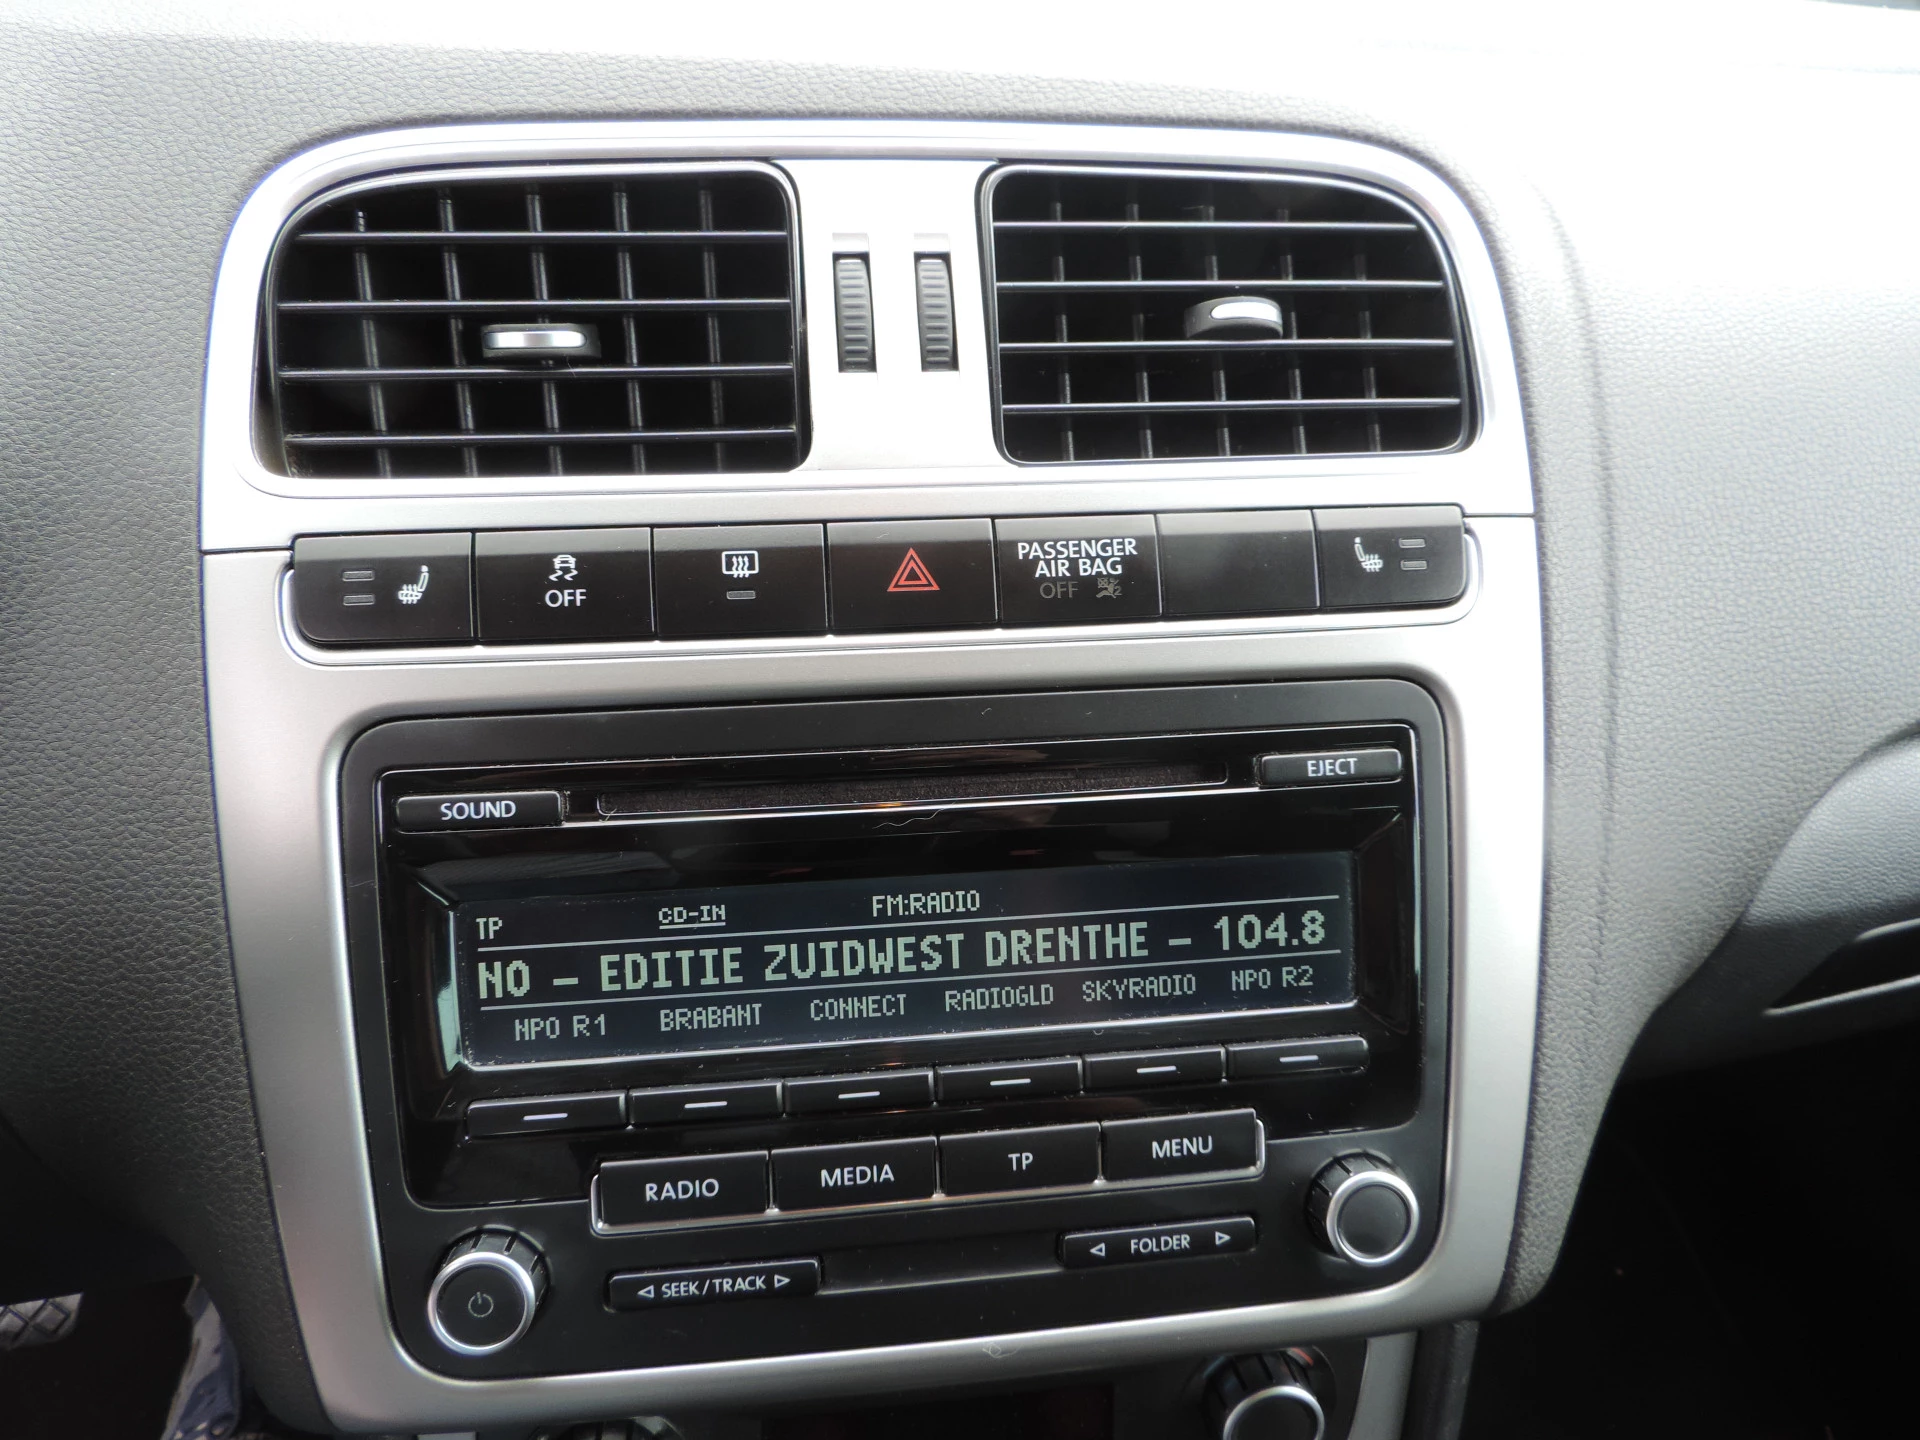 OFF
PASSENGER
AIR BAG
OFF
SOUND
EJECT
TP CD-IN FM:RADIO
NO - EDITIE ZUIDWEST DRENTHE - 104.8
NPO R1 BRABANT CONNECT RADIOGLD SKYRADIO NPO R2
RADIO MEDIA TP MENU
SEEK/TRACK
FOLDER